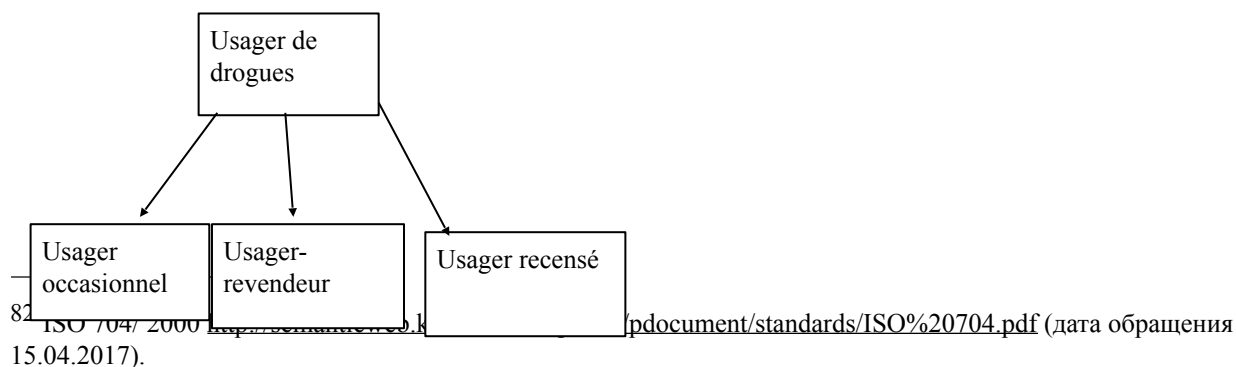 Usager de
drogues
Usager
occasionnel
Usager-
revendeur
Usager recensé
82 ISO 704/ 2000 /pdocument/standards/ISO%20704.pdf (дата обращения
15.04.2017).